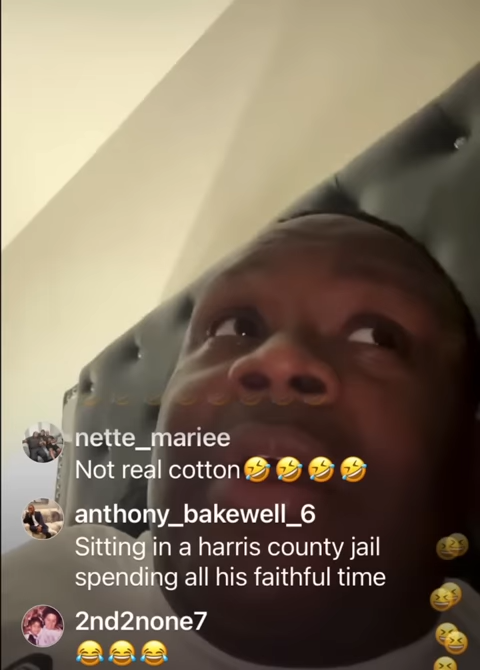 nette_mariee
Not real cotton🤣🤣🤣🤣
anthony_bakewell_6
Sitting in a harris county jail
spending all his faithful time
2nd2none7
😂😂😂